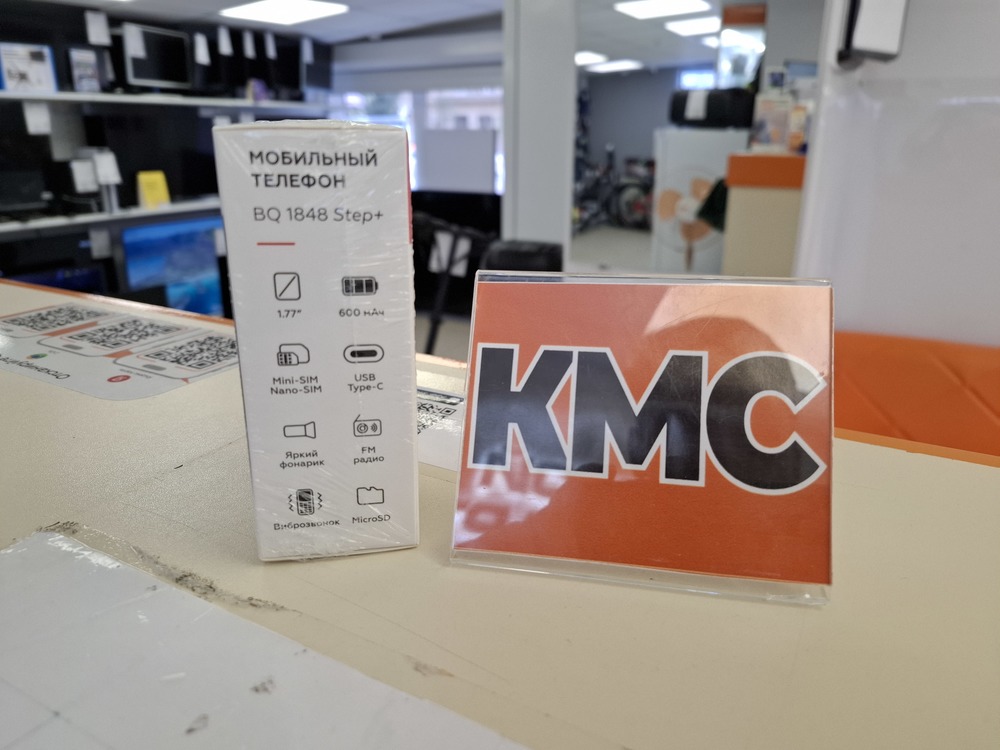 МОБИЛЬНЫЙ
ТЕЛЕФОН
BQ 1848 Step+
1.77"
600 мАч
Mini-SIM
Nano-SIM
USB
Type-C
Яркий
фонарик
FM
радио
Виброзвонок
MicroSD
КМС